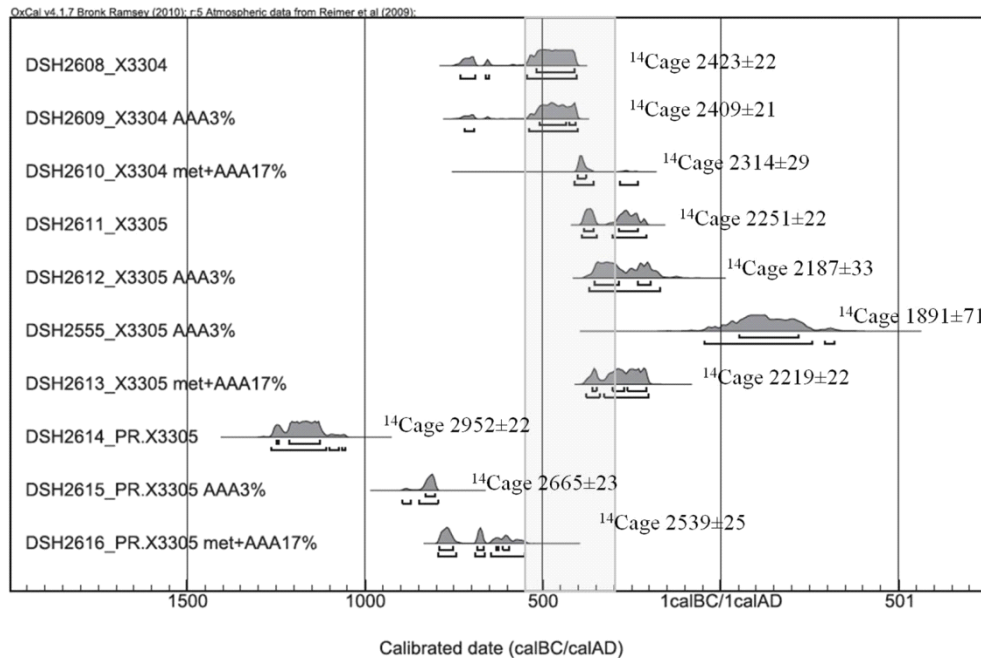 OxCal v4.1.7 Bronk Ramsey (2010); r:5 Atmospheric data from Reimer et al (2009);
DSH2608_X3304 ¹⁴Cage 2423±22
DSH2609_X3304 AAA3% ¹⁴Cage 2409±21
DSH2610_X3304 met+AAA17% ¹⁴Cage 2314±29
DSH2611_X3305 ¹⁴Cage 2251±22
DSH2612_X3305 AAA3% ¹⁴Cage 2187±33
DSH2555_X3305 AAA3% ¹⁴Cage 1891±71
DSH2613_X3305 met+AAA17% ¹⁴Cage 2219±22
DSH2614_PR.X3305 ¹⁴Cage 2952±22
DSH2615_PR.X3305 AAA3% ¹⁴Cage 2665±23
DSH2616_PR.X3305 met+AAA17% ¹⁴Cage 2539±25
1500 1000 500 1calBC/1calAD 501
Calibrated date (calBC/calAD)